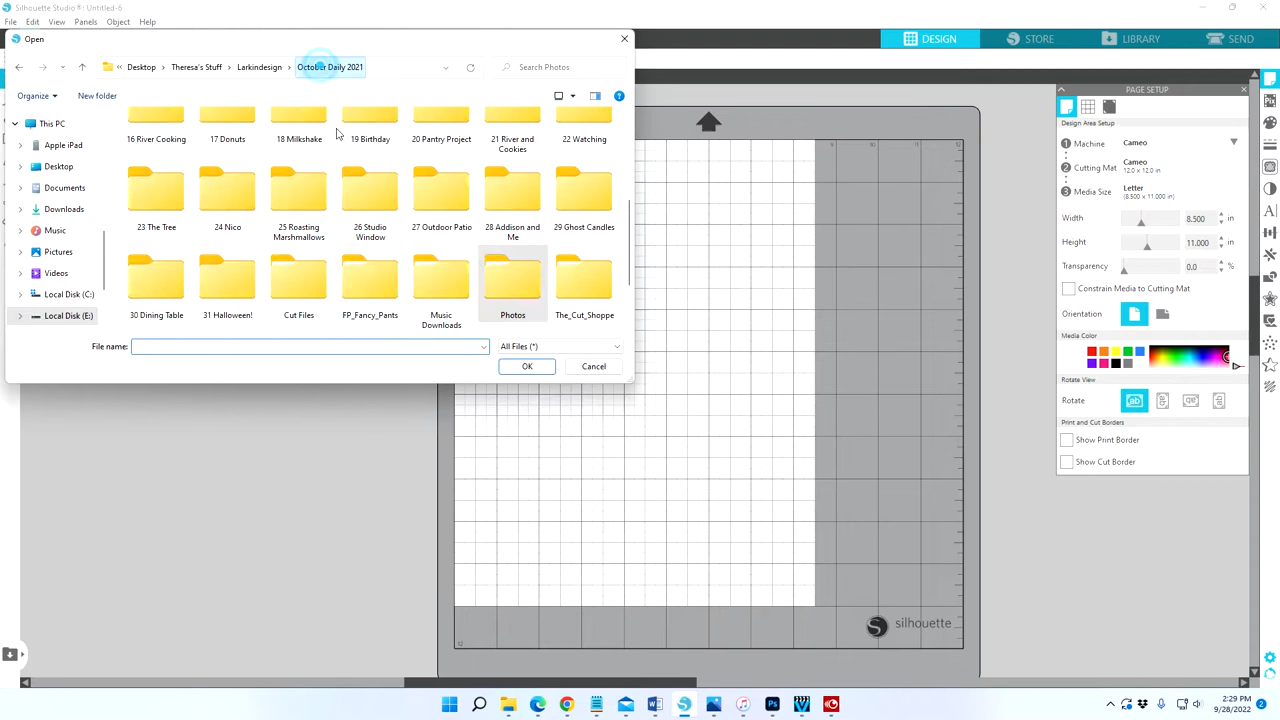 Silhouette Studio ® : Untitled-6
File Edit View Panels Object Help
DESIGN
STORE
LIBRARY
SEND
Open
« Desktop › Theresa's Stuff › Larkindesign › October Daily 2021
Search Photos
Organize
New folder
This PC
Apple iPad
Desktop
Documents
Downloads
Music
Pictures
Videos
Local Disk (C:)
Local Disk (E:)
16 River Cooking
17 Donuts
18 Milkshake
19 Birthday
20 Pantry Project
21 River and
Cookies
22 Watching
23 The Tree
24 Nico
25 Roasting
Marshmallows
26 Studio
Window
27 Outdoor Patio
28 Addison and
Me
29 Ghost Candles
30 Dining Table
31 Halloween!
Cut Files
FP_Fancy_Pants
Music
Downloads
Photos
The_Cut_Shoppe
File name:
All Files (*)
OK
Cancel
PAGE SETUP
Design Area Setup
1 Machine Cameo
2 Cutting Mat Cameo
12.0 x 12.0 in
3 Media Size Letter
(8.500 x 11.000 in)
Width 8.500 in
Height 11.000 in
Transparency 0.0 %
Constrain Media to Cutting Mat
Orientation
Media Color
Rotate View
Rotate
Print and Cut Borders
Show Print Border
Show Cut Border
silhouette
2:29 PM
9/28/2022